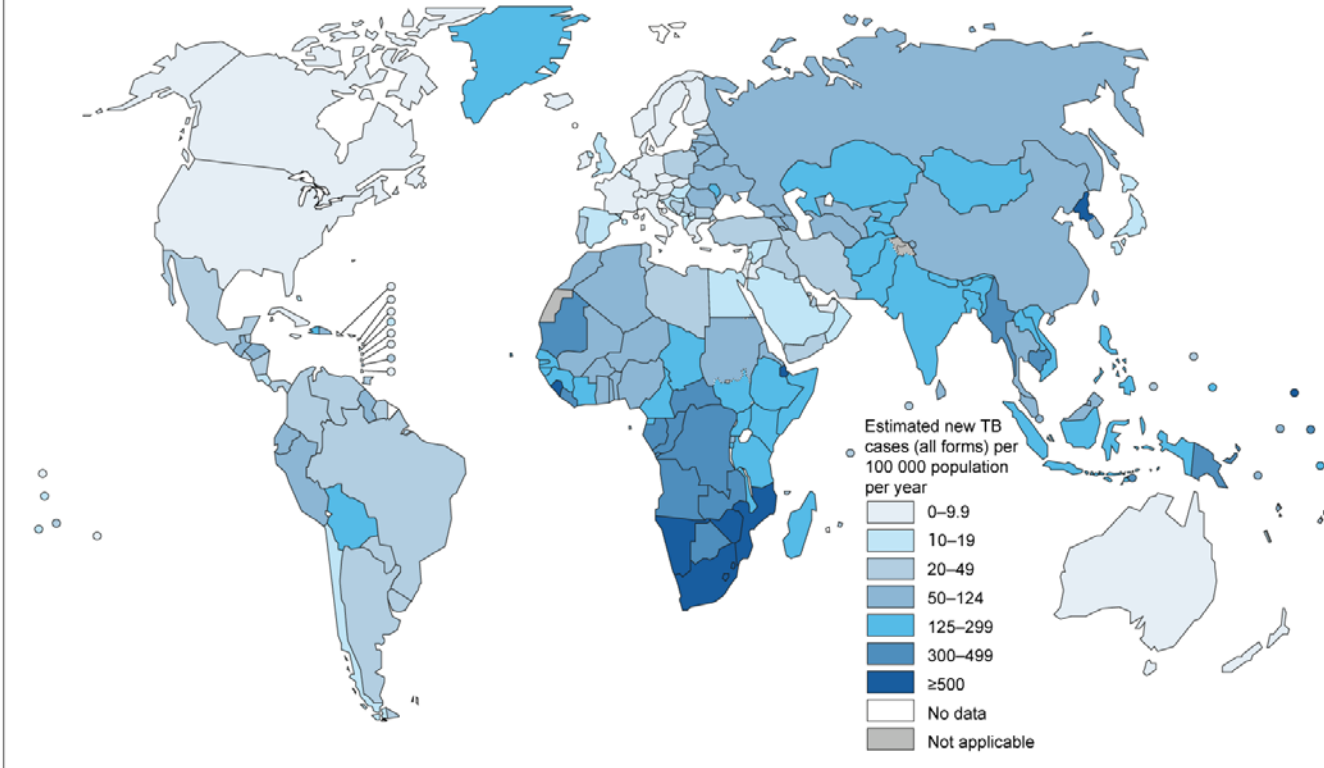 Estimated new TB
cases (all forms) per
100 000 population
per year
0–9.9
10–19
20–49
50–124
125–299
300–499
≥500
No data
Not applicable